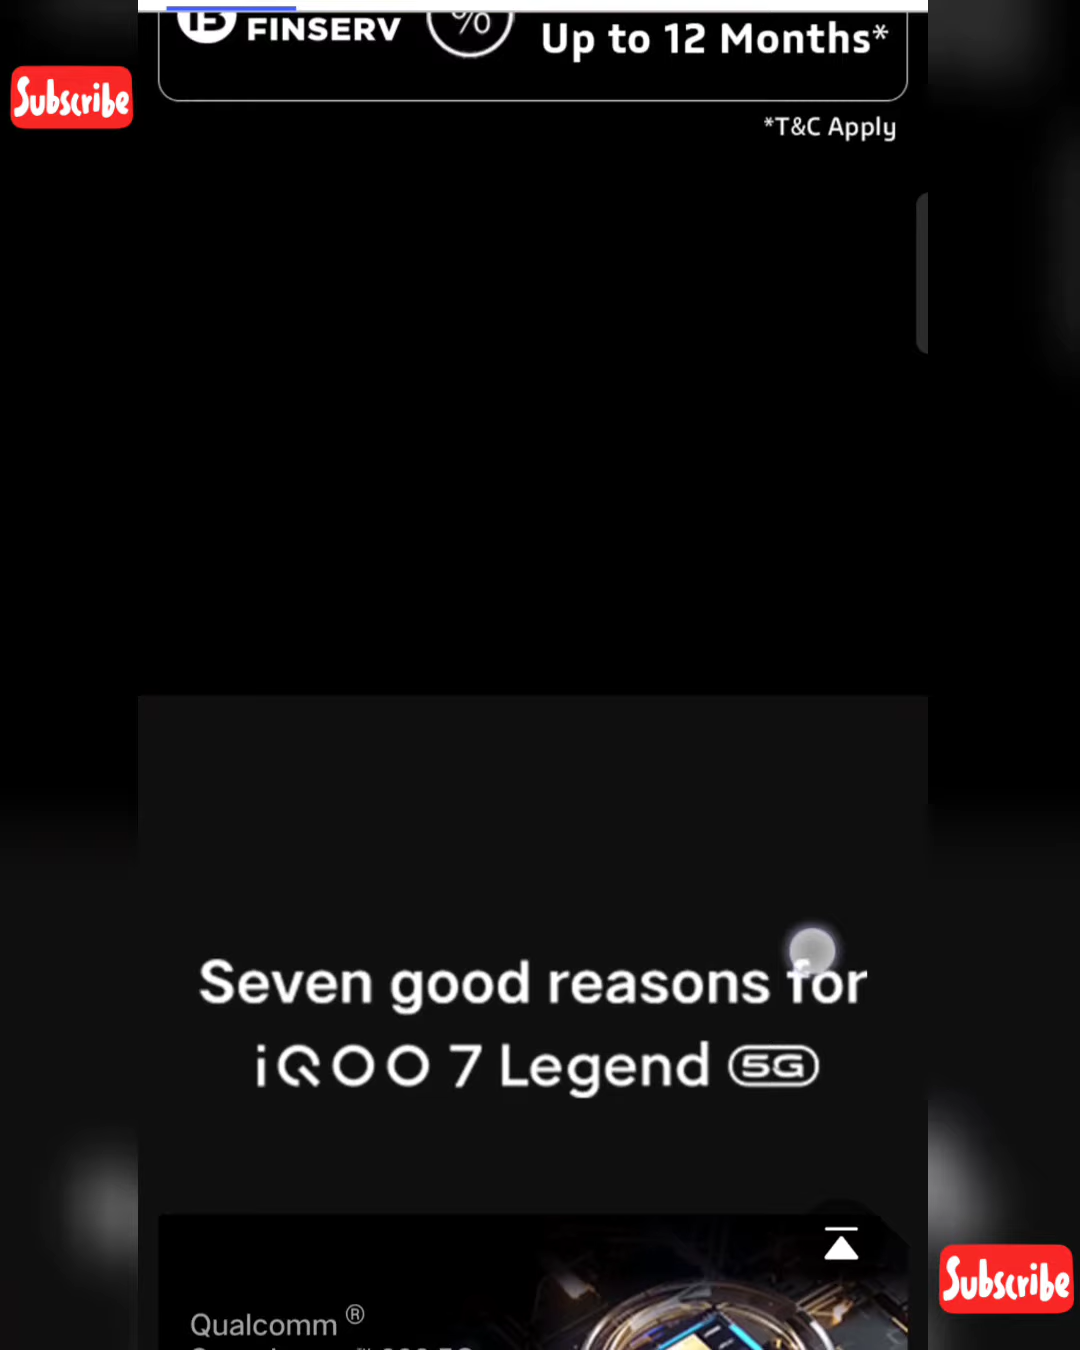 FINSERV % Up to 12 Months*
Subscribe
*T&C Apply
Seven good reasons for
iQOO 7 Legend 5G
Qualcomm ®
Subscribe